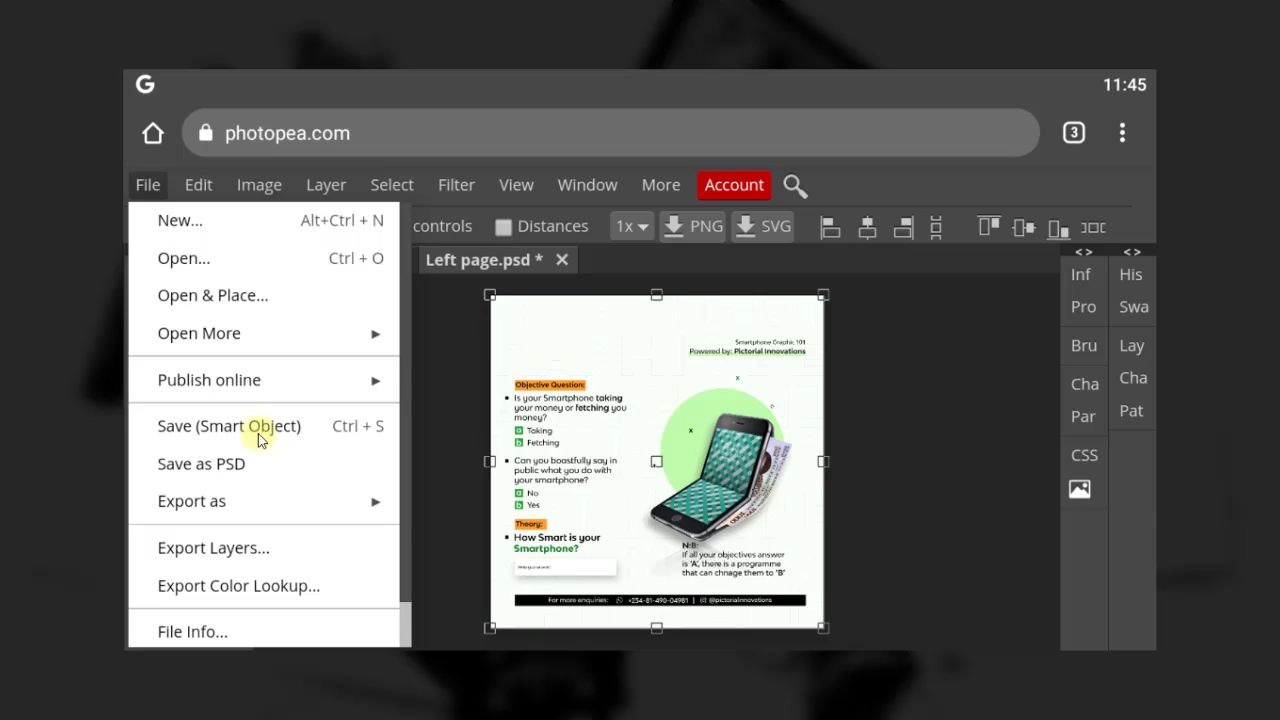 G
11:45
photopea.com
3
File Edit Image Layer Select Filter View Window More Account
New... Alt+Ctrl + N
Open... Ctrl + O
Open & Place...
Open More
Publish online
Save (Smart Object) Ctrl + S
Save as PSD
Export as
Export Layers...
Export Color Lookup...
File Info...
controls Distances 1x PNG SVG
Left page.psd *
Smartphone Graphic 101
Powered by: Pictorial Innovations
Objective Question:
• Is your Smartphone taking
your money or fetching you
money?
a Taking
b Fetching
• Can you boastfully say in
public what you do with
your smartphone?
a No
b Yes
Theory:
• How Smart is your
Smartphone?
x
x
N:B:
If all your objectives answer
is 'A', there is a programme
that can chnage them to 'B'
For more enquiries: +234-81-490-04981 | @pictorialinnovations
< > < >
Inf His
Pro Swa
Bru Lay
Cha Cha
Par Pat
CSS